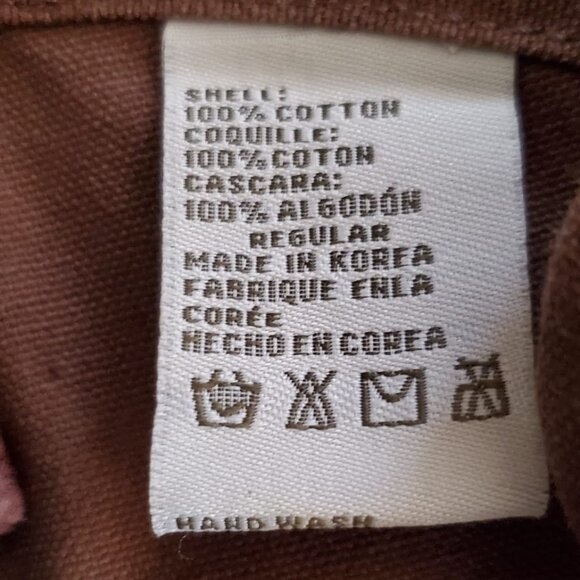 SHELL:
100% COTTON
COQUILLE:
100% COTON
CASCARA:
100% ALGODÓN
REGULAR
MADE IN KOREA
FABRIQUE ENLA
CORÉE
HECHO EN COREA
HAND WASH